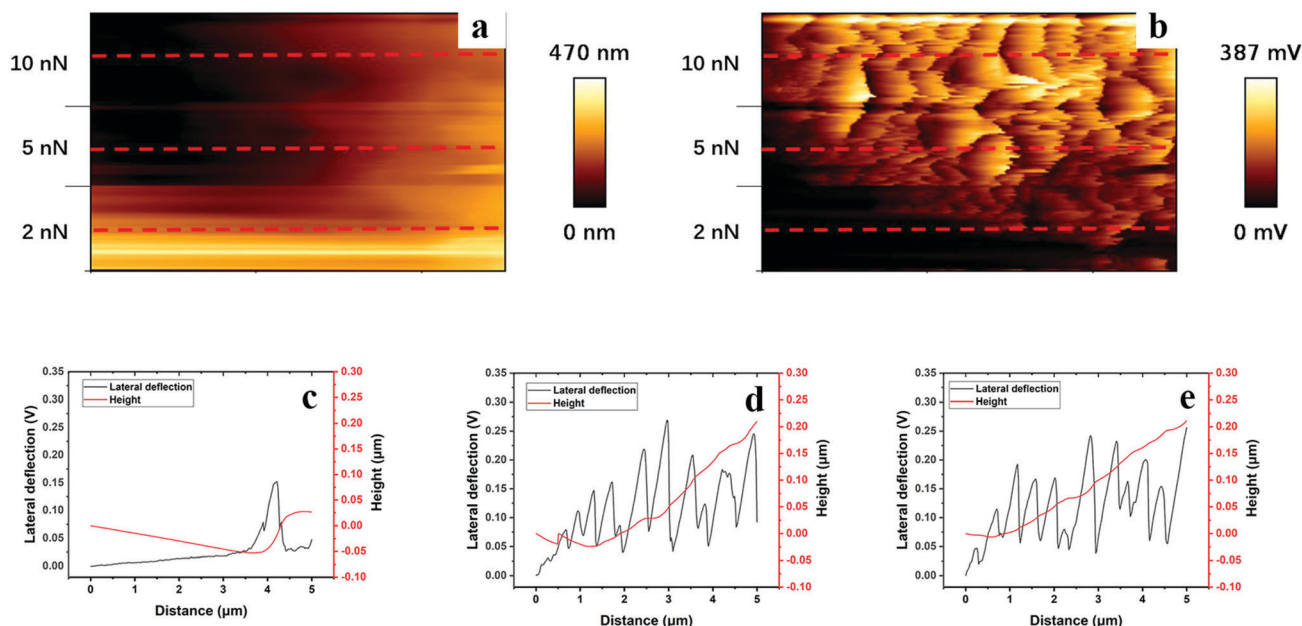 a
10 nN
5 nN
2 nN
470 nm
0 nm
b
10 nN
5 nN
2 nN
387 mV
0 mV
c
Lateral deflection
Height
Lateral deflection (V)
0.35
0.30
0.25
0.20
0.15
0.10
0.05
0.00
0.30
0.25
0.20
0.15
0.10
0.05
0.00
-0.05
-0.10
Height (µm)
0 1 2 3 4 5
Distance (µm)
d
Lateral deflection
Height
Lateral deflection (V)
0.35
0.30
0.25
0.20
0.15
0.10
0.05
0.00
0.30
0.25
0.20
0.15
0.10
0.05
0.00
-0.05
-0.10
Height (µm)
0 1 2 3 4 5
Distance (µm)
e
Lateral deflection
Height
Lateral deflection (V)
0.35
0.30
0.25
0.20
0.15
0.10
0.05
0.00
0.30
0.25
0.20
0.15
0.10
0.05
0.00
-0.05
-0.10
Height (µm)
0 1 2 3 4 5
Distance (µm)